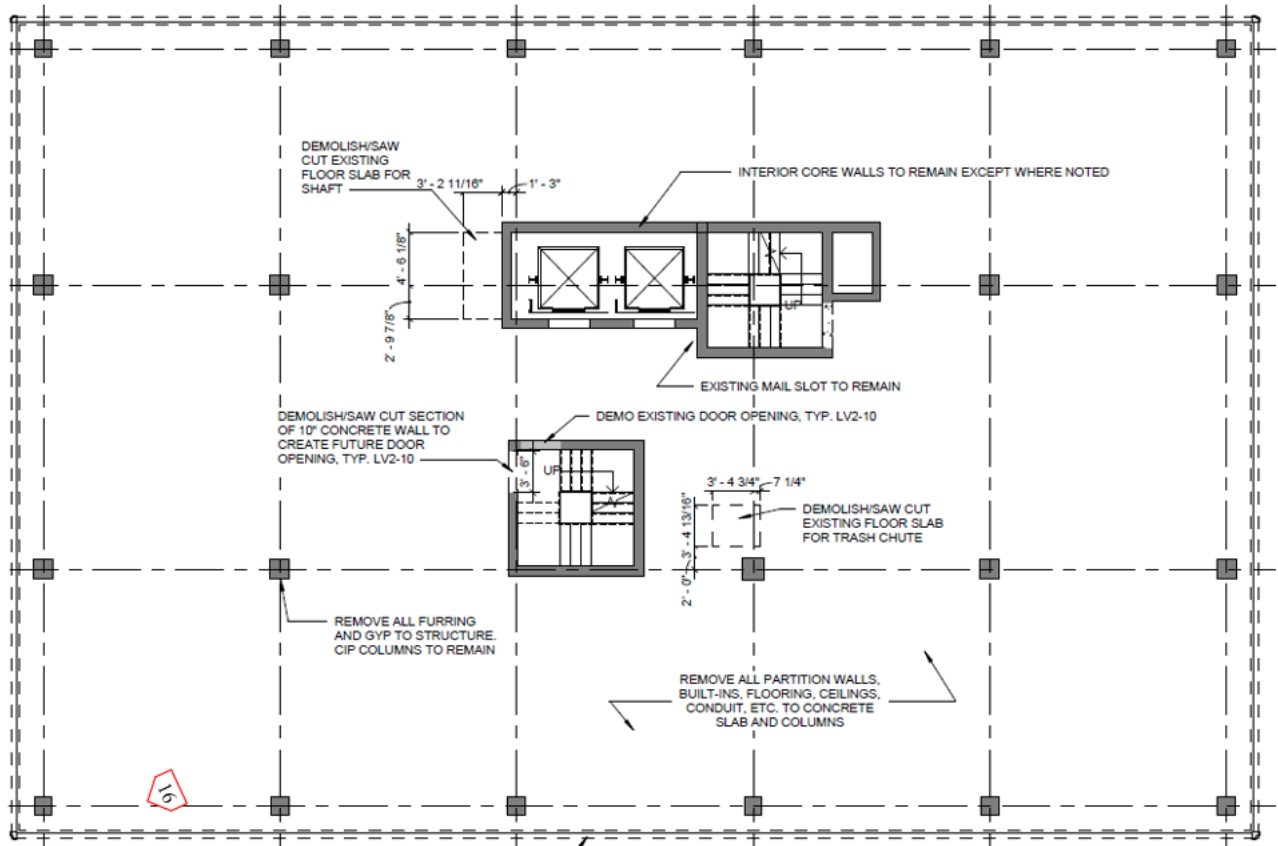 DEMOLISH/SAW
CUT EXISTING
FLOOR SLAB FOR
SHAFT
3' - 2 11/16"
1' - 3"
INTERIOR CORE WALLS TO REMAIN EXCEPT WHERE NOTED
4' - 6 1/8"
2' - 9 7/8"
UP
EXISTING MAIL SLOT TO REMAIN
DEMOLISH/SAW CUT SECTION
OF 10" CONCRETE WALL TO
CREATE FUTURE DOOR
OPENING, TYP. LV2-10
DEMO EXISTING DOOR OPENING, TYP. LV2-10
3' - 6"
UP
3' - 4 3/4"
7 1/4"
3' - 4 13/16"
2' - 0"
DEMOLISH/SAW CUT
EXISTING FLOOR SLAB
FOR TRASH CHUTE
REMOVE ALL FURRING
AND GYP TO STRUCTURE.
CIP COLUMNS TO REMAIN
REMOVE ALL PARTITION WALLS,
BUILT-INS, FLOORING, CEILINGS,
CONDUIT, ETC. TO CONCRETE
SLAB AND COLUMNS
16